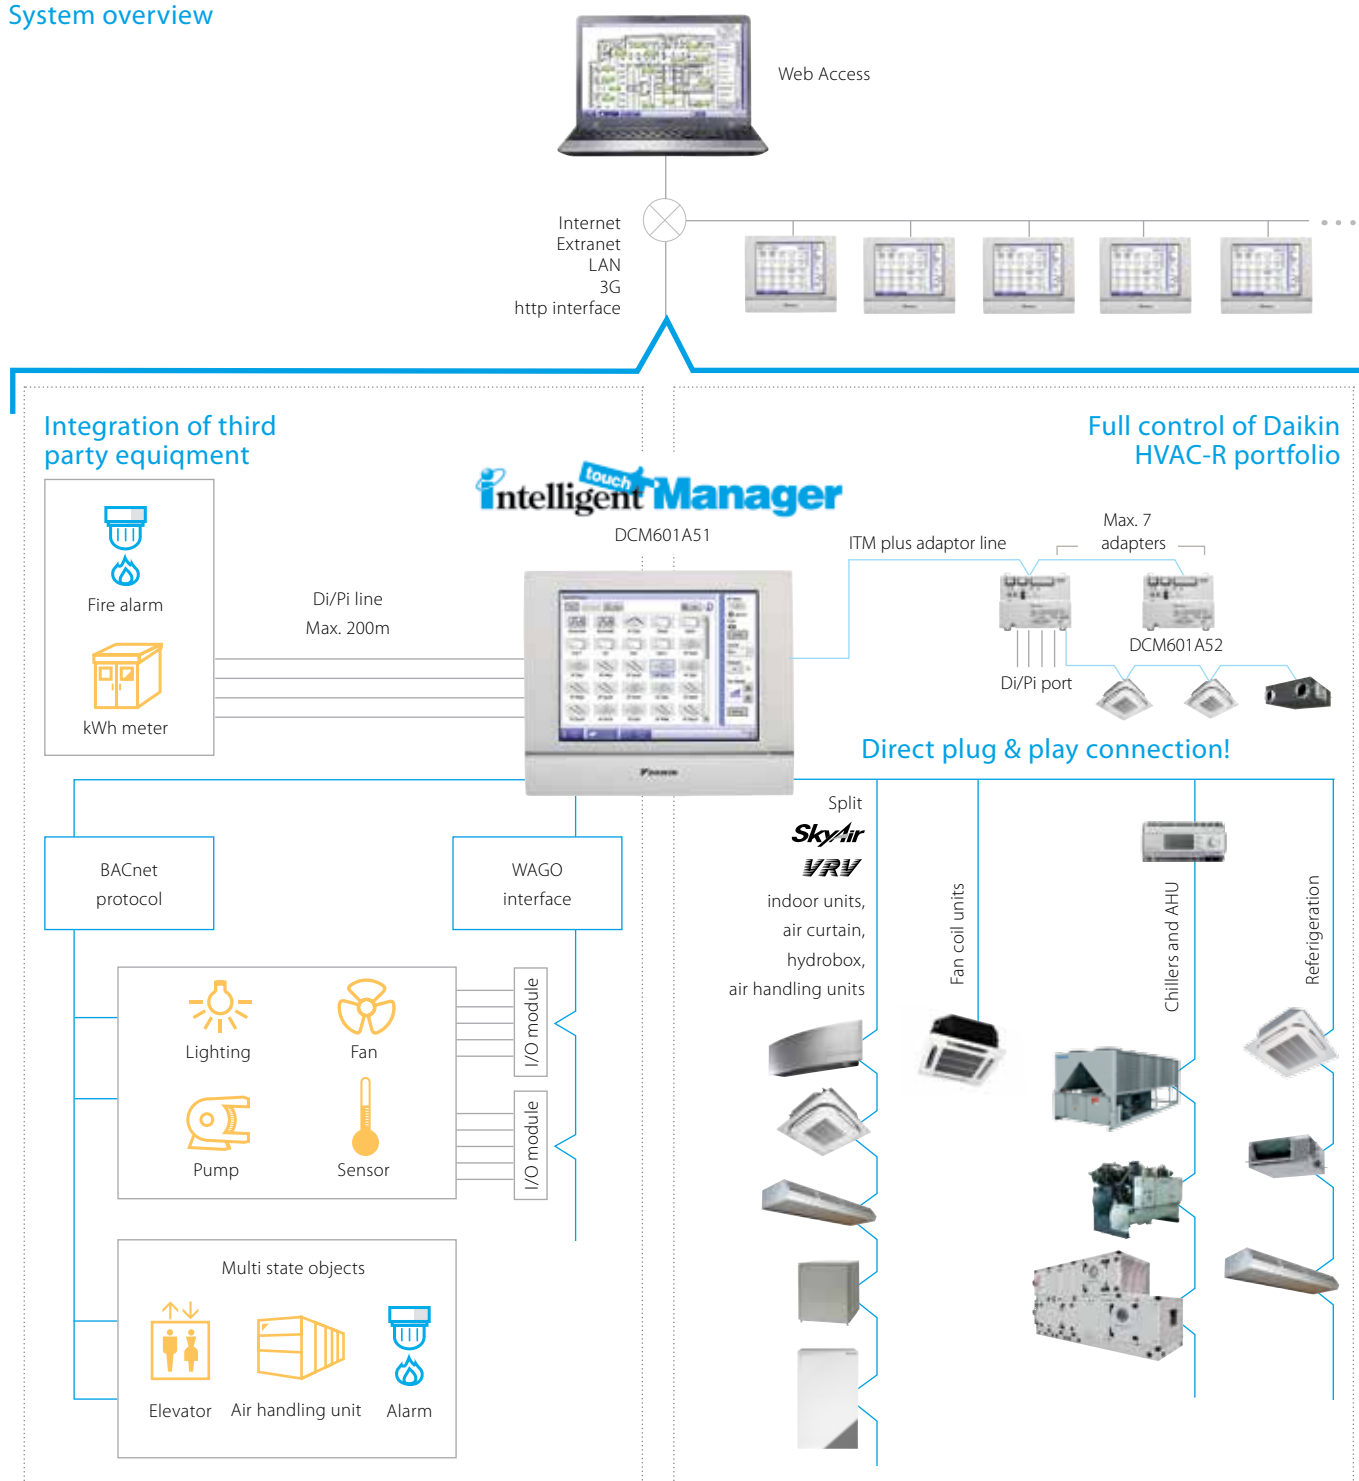 System overview
Web Access
Internet
Extranet
LAN
3G
http interface
Integration of third
party equiqment
Full control of Daikin
HVAC-R portfolio
touch
intelligent Manager
DCM601A51
Fire alarm
kWh meter
Di/Pi line
Max. 200m
ITM plus adaptor line
Max. 7
adapters
DCM601A52
Di/Pi port
DAIKIN
Direct plug & play connection!
BACnet
protocol
WAGO
interface
Split
SkyAir
VRV
indoor units,
air curtain,
hydrobox,
air handling units
Fan coil units
Chillers and AHU
Referigeration
Lighting
Fan
Pump
Sensor
I/O module
I/O module
Multi state objects
Elevator
Air handling unit
Alarm